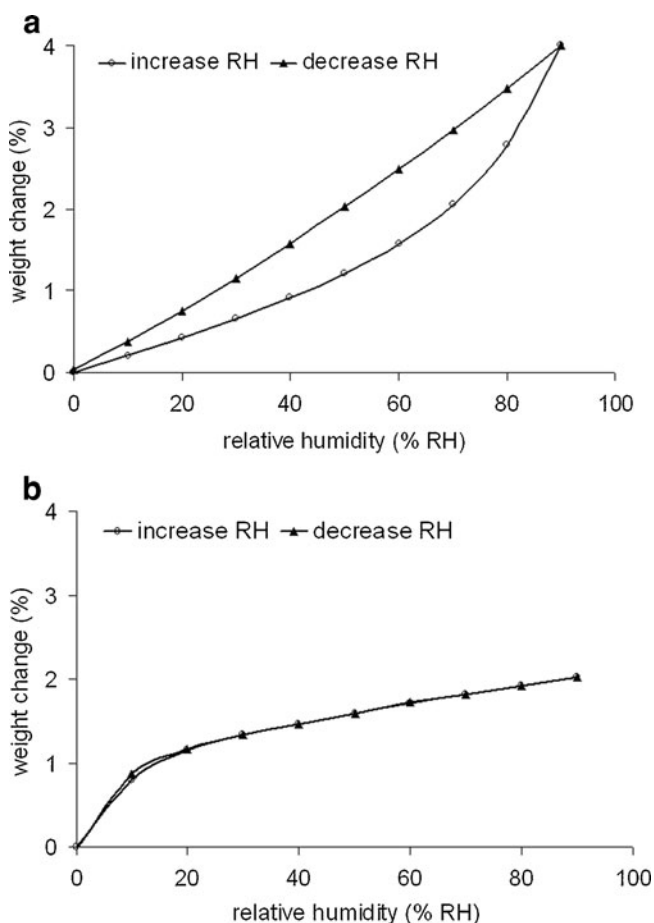 a
increase RH decrease RH
weight change (%)
4
3
2
1
0
0 20 40 60 80 100
relative humidity (% RH)
b
increase RH decrease RH
weight change (%)
4
3
2
1
0
0 20 40 60 80 100
relative humidity (% RH)